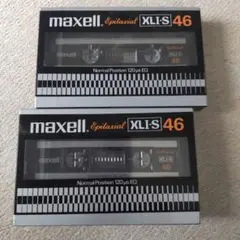 maxell Epitaxial XLI-S 46
Normal Position 120μs EQ
maxell Epitaxial XLI-S 46
Normal Position 120μs EQ